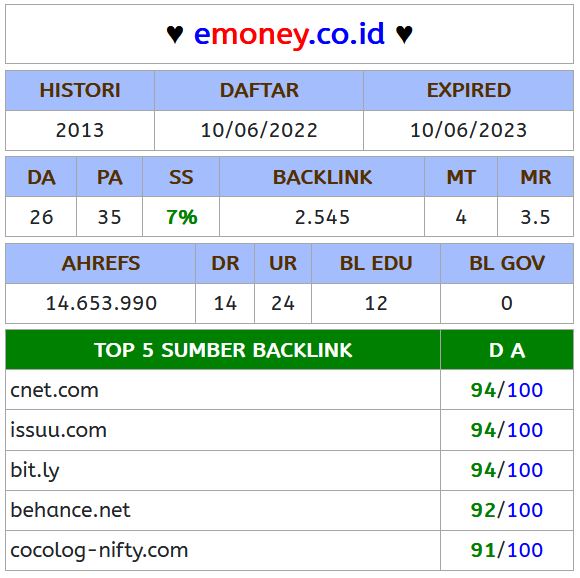 ♥ emoney.co.id ♥
HISTORI DAFTAR EXPIRED
2013 10/06/2022 10/06/2023
DA PA SS BACKLINK MT MR
26 35 7% 2.545 4 3.5
AHREFS DR UR BL EDU BL GOV
14.653.990 14 24 12 0
TOP 5 SUMBER BACKLINK D A
cnet.com 94/100
issuu.com 94/100
bit.ly 94/100
behance.net 92/100
cocolog-nifty.com 91/100